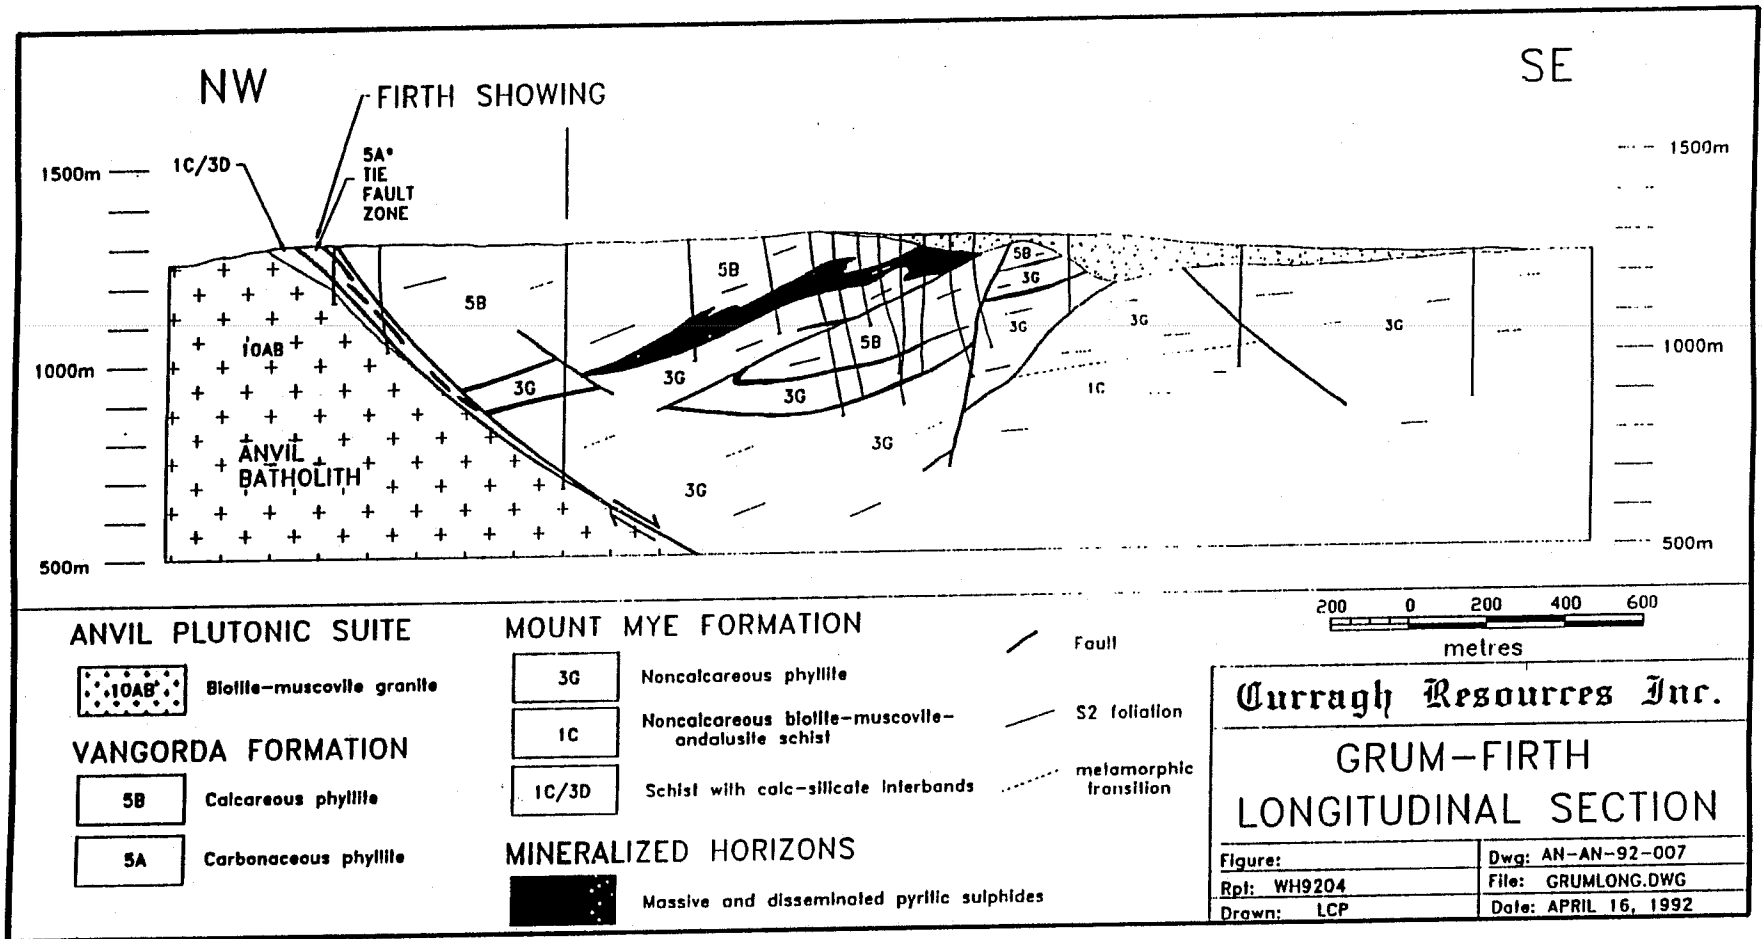 NW
SE
FIRTH SHOWING
1C/3D
5A*
TIE
FAULT
ZONE
1500m
1500m
5B
5B
5B
3G
5B
3G
3G
3G
10AB
1000m
1000m
3G
3G
3G
1C
3G
3G
ANVIL
BATHOLITH
500m
500m
ANVIL PLUTONIC SUITE
10AB
Biotite-muscovite granite
VANGORDA FORMATION
5B
Calcareous phyllite
5A
Carbonaceous phyllite
MOUNT MYE FORMATION
3G
Noncalcareous phyllite
1C
Noncalcareous biotite-muscovite-
andalusite schist
1C/3D
Schist with calc-silicate interbands
MINERALIZED HORIZONS
Massive and disseminated pyritic sulphides
Fault
S2 foliation
metamorphic
transition
200 0 200 400 600
metres
Curragh Resources Inc.
GRUM-FIRTH
LONGITUDINAL SECTION
Figure:
Dwg: AN-AN-92-007
Rpt: WH9204
File: GRUMLONG.DWG
Drawn: LCP
Date: APRIL 16, 1992